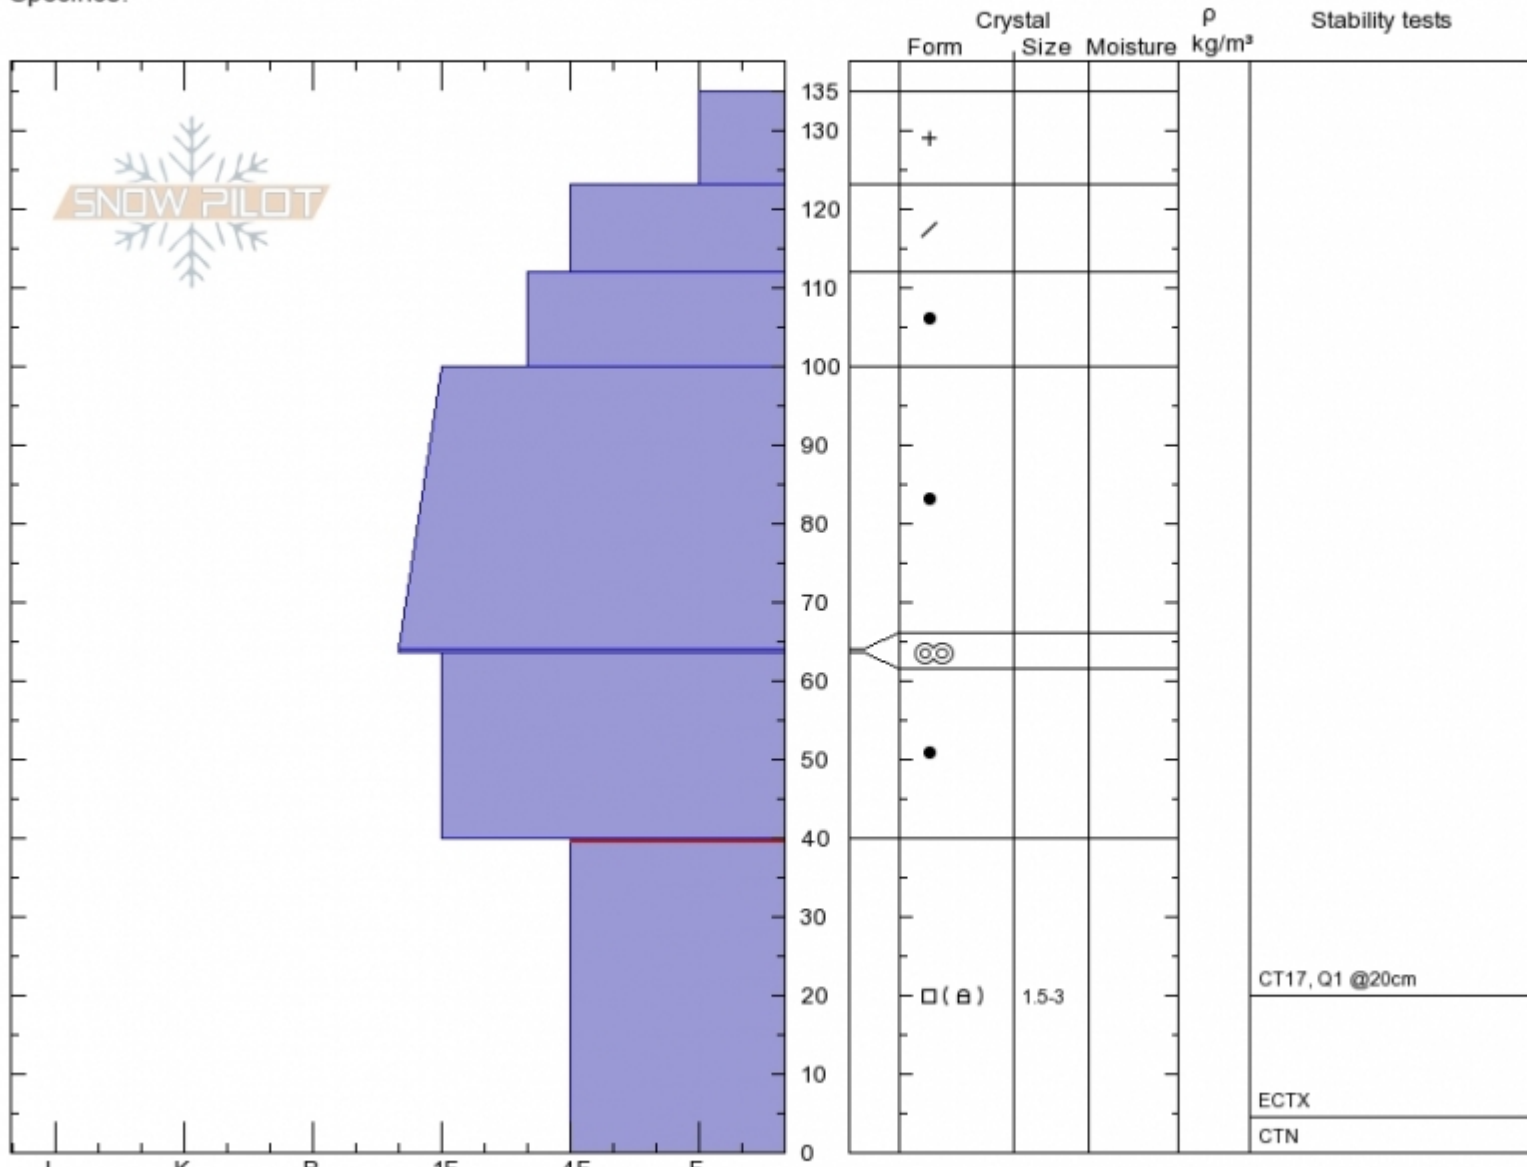 Crystal
ρ
Stability tests
Form Size Moisture kg/m³
135
130
SNOW PILOT
120
110
100
90
80
70
60
50
40
30
CT17, Q1 @20cm
20 1.5-3
10
ECTX
CTN
0